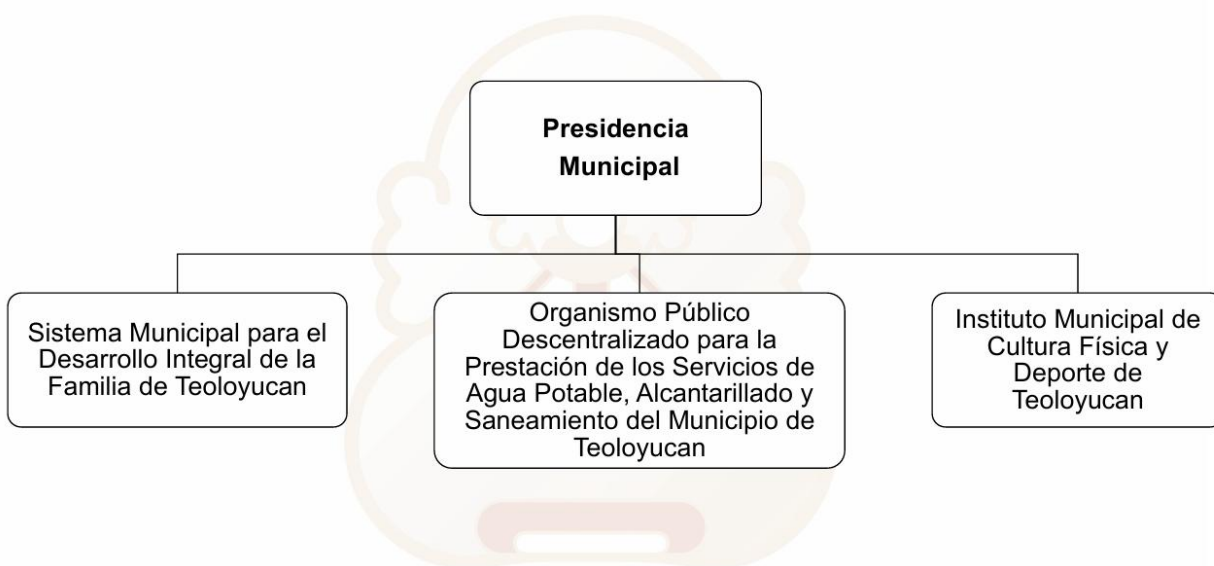 Presidencia
Municipal
Sistema Municipal para el
Desarrollo Integral de la
Familia de Teoloyucan
Organismo Público
Descentralizado para la
Prestación de los Servicios de
Agua Potable, Alcantarillado y
Saneamiento del Municipio de
Teoloyucan
Instituto Municipal de
Cultura Física y
Deporte de
Teoloyucan